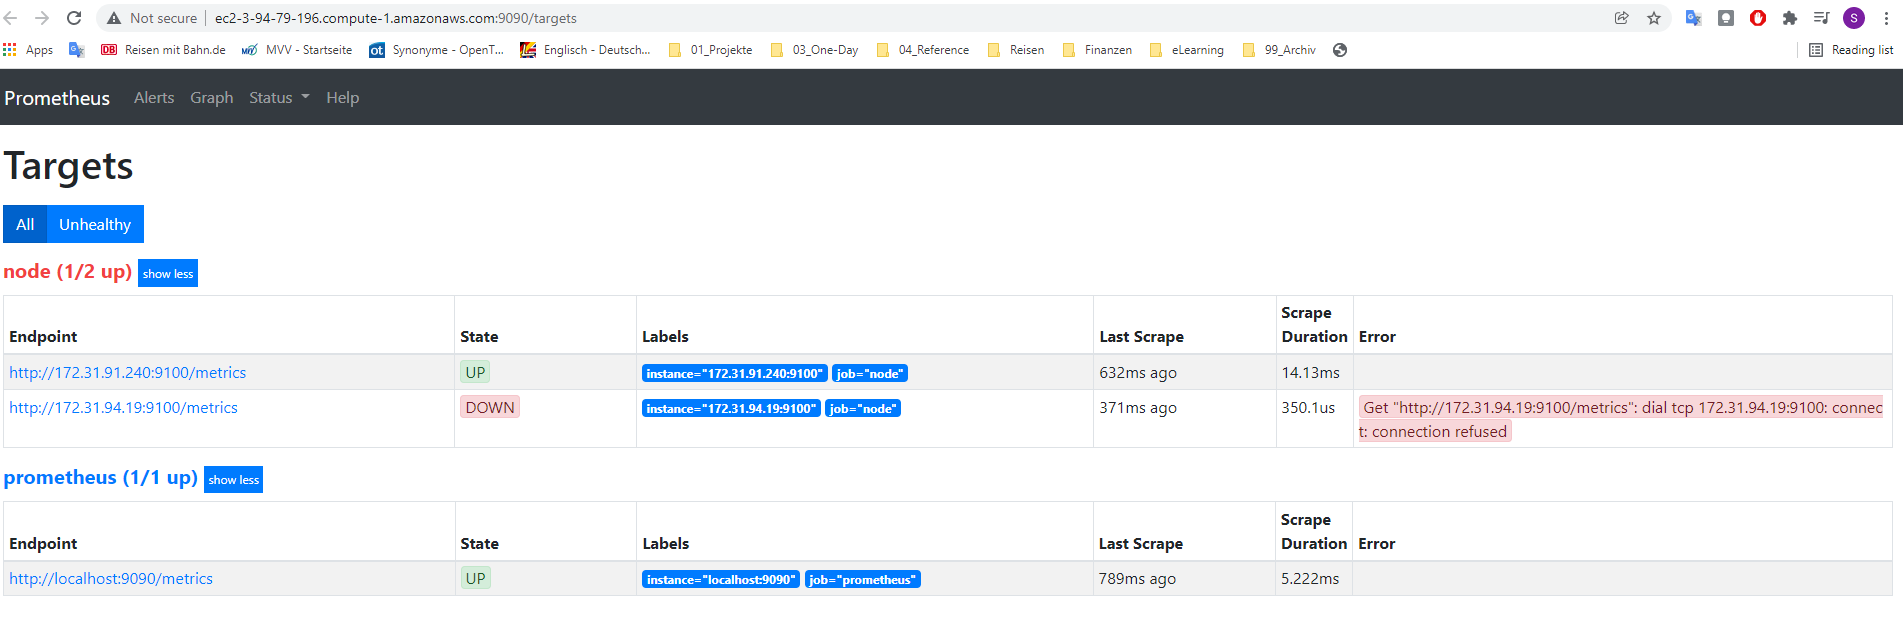 Not secure | ec2-3-94-79-196.compute-1.amazonaws.com:9090/targets
S
Apps DB Reisen mit Bahn.de MVV - Startseite ot Synonyme - OpenT... Englisch - Deutsch... 01_Projekte 03_One-Day 04_Reference Reisen Finanzen eLearning 99_Archiv Reading list
Prometheus Alerts Graph Status Help
Targets
All Unhealthy
node (1/2 up) show less
Endpoint State Labels Last Scrape Scrape Duration Error
http://172.31.91.240:9100/metrics UP instance="172.31.91.240:9100" job="node" 632ms ago 14.13ms
http://172.31.94.19:9100/metrics DOWN instance="172.31.94.19:9100" job="node" 371ms ago 350.1us Get "http://172.31.94.19:9100/metrics": dial tcp 172.31.94.19:9100: connec
t: connection refused
prometheus (1/1 up) show less
Endpoint State Labels Last Scrape Scrape Duration Error
http://localhost:9090/metrics UP instance="localhost:9090" job="prometheus" 789ms ago 5.222ms